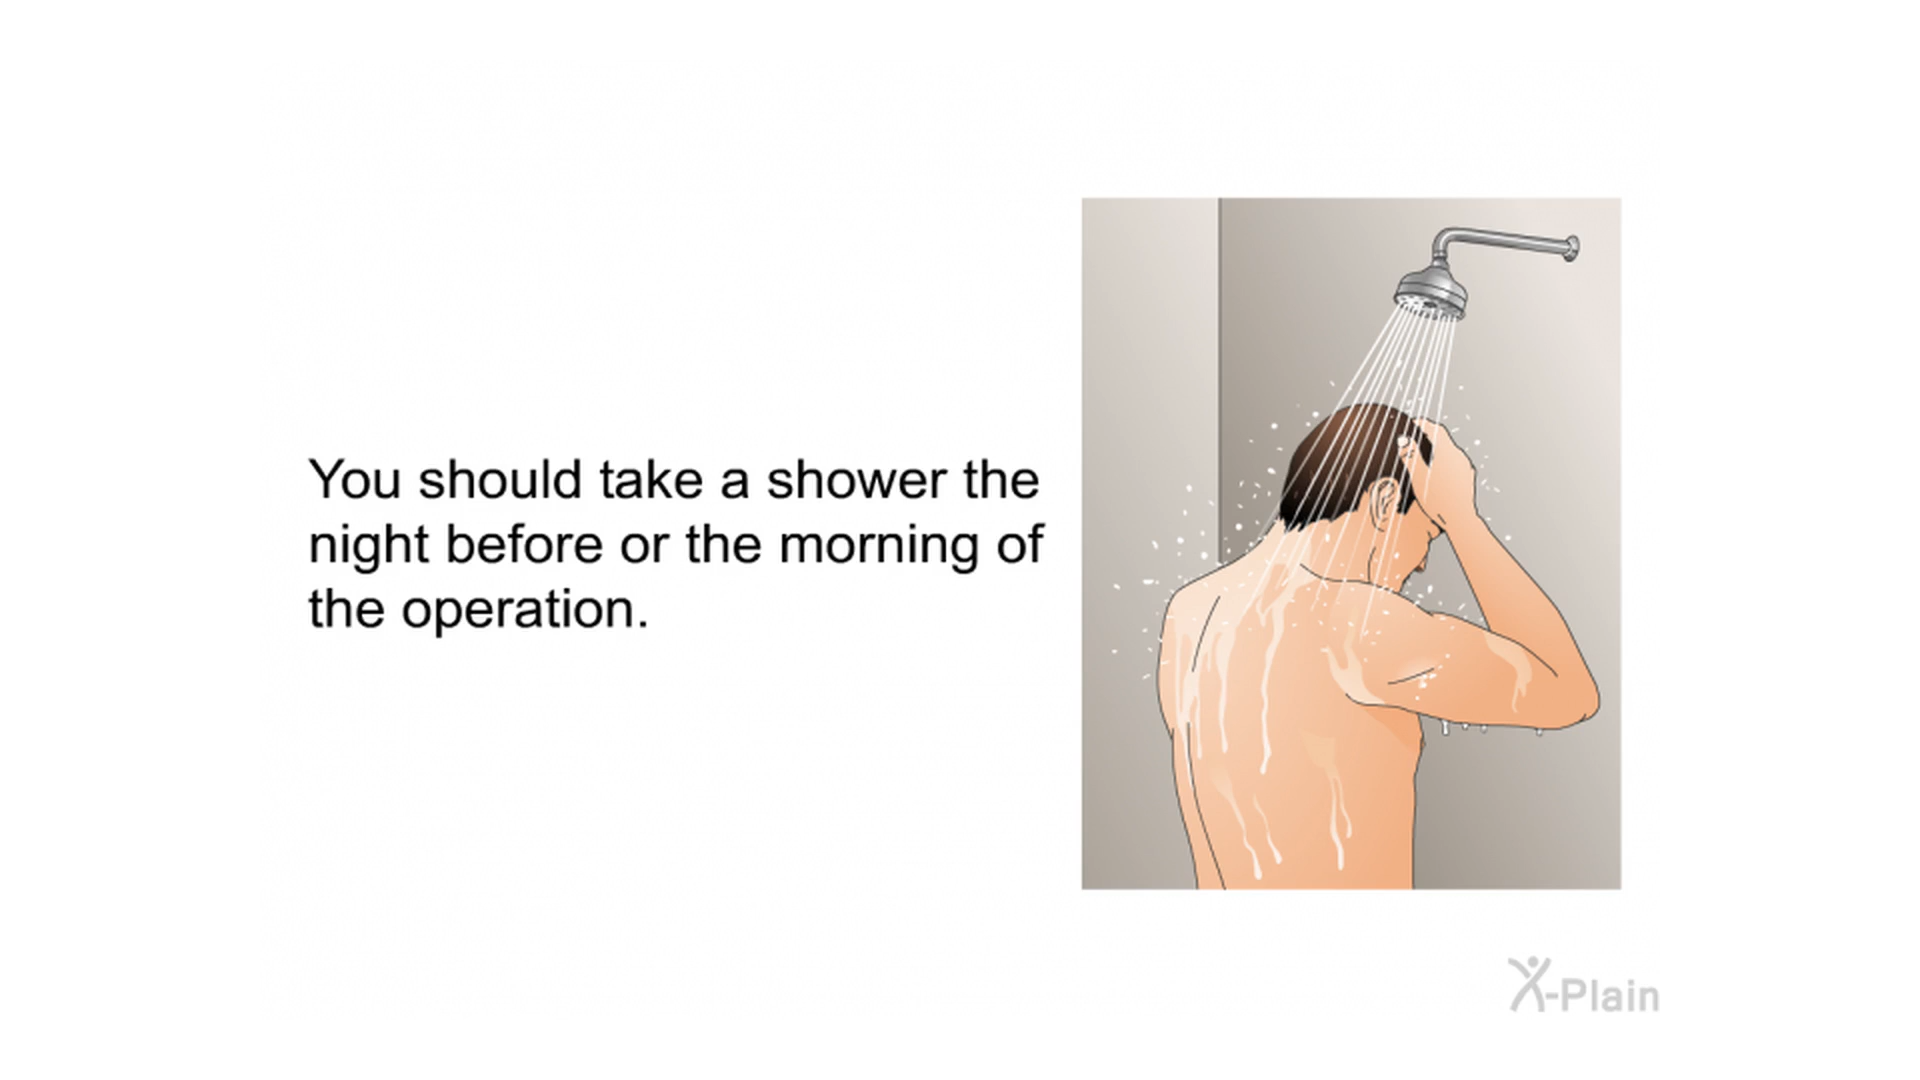 You should take a shower the
night before or the morning of
the operation.
X-Plain